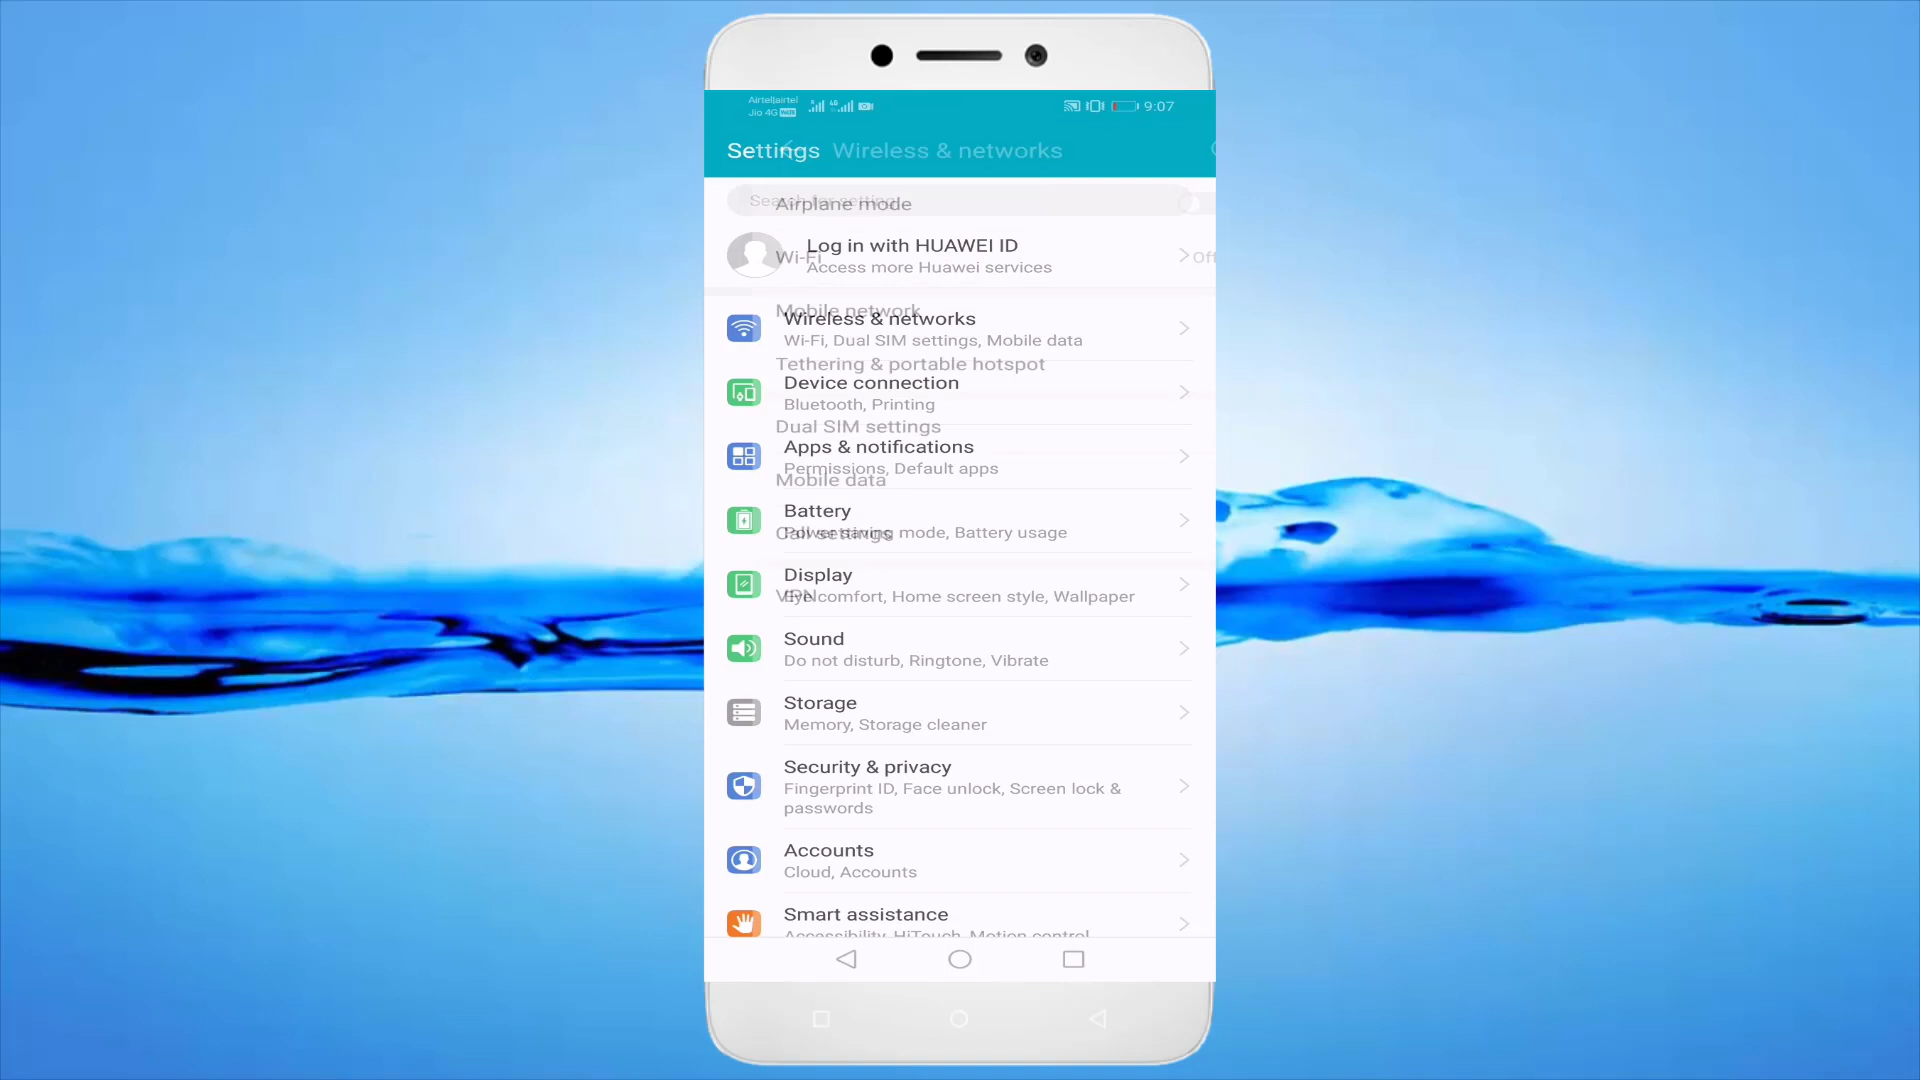 Airtel|airtel
Jio 4G VoLTE
4G
9:07
Settings
Wireless & networks
Search for settings
Airplane mode
Log in with HUAWEI ID
Access more Huawei services
Wi-Fi
Off
Mobile network
Wireless & networks
Wi-Fi, Dual SIM settings, Mobile data
Tethering & portable hotspot
Device connection
Bluetooth, Printing
Dual SIM settings
Apps & notifications
Permissions, Default apps
Mobile data
Battery
Power saving mode, Battery usage
Call settings
Display
Eye comfort, Home screen style, Wallpaper
VPN
Sound
Do not disturb, Ringtone, Vibrate
Storage
Memory, Storage cleaner
Security & privacy
Fingerprint ID, Face unlock, Screen lock &
passwords
Accounts
Cloud, Accounts
Smart assistance
Accessibility, HiTouch, Motion control